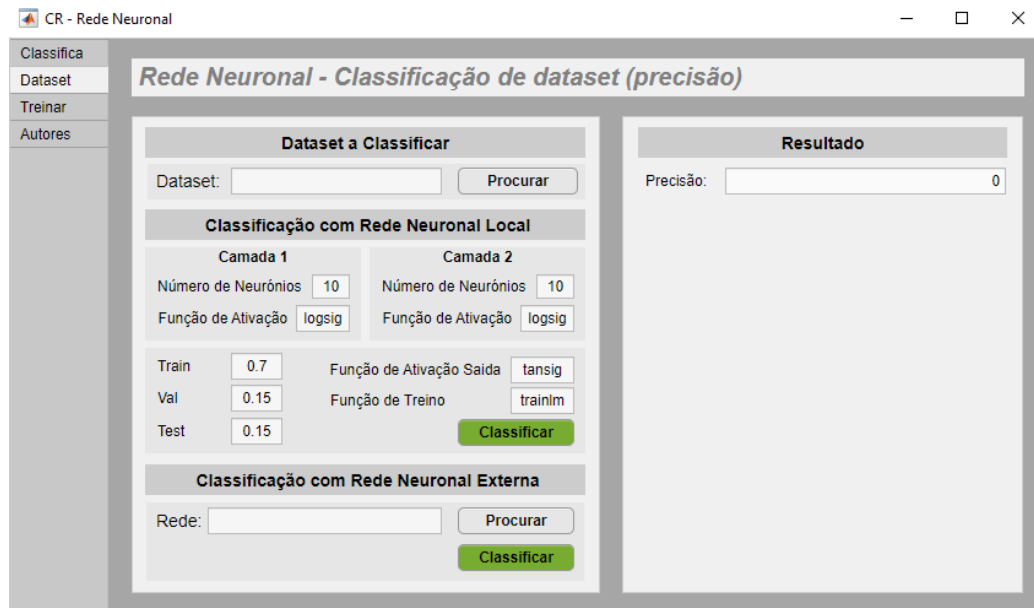 CR - Rede Neuronal
Classifica
Dataset
Treinar
Autores
Rede Neuronal - Classificação de dataset (precisão)
Dataset a Classificar
Dataset:
Procurar
Classificação com Rede Neuronal Local
Camada 1
Número de Neurónios 10
Função de Ativação logsig
Camada 2
Número de Neurónios 10
Função de Ativação logsig
Train 0.7
Val 0.15
Test 0.15
Função de Ativação Saida tansig
Função de Treino trainlm
Classificar
Classificação com Rede Neuronal Externa
Rede:
Procurar
Classificar
Resultado
Precisão: 0